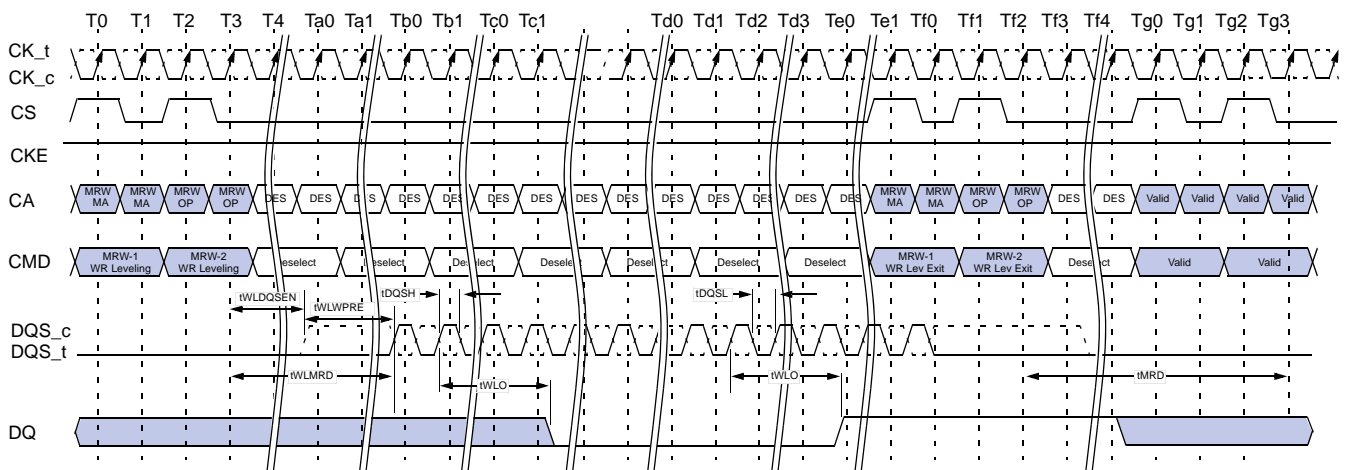 T0 T1 T2 T3 T4 Ta0 Ta1 Tb0 Tb1 Tc0 Tc1 Td0 Td1 Td2 Td3 Te0 Te1 Tf0 Tf1 Tf2 Tf3 Tf4 Tg0 Tg1 Tg2 Tg3
CK_t
CK_c
CS
CKE
CA
MRW MRW MRW MRW
MA MA OP OP
DES DES DES DES DES DES DES DES DES DES DES DES DES DES
MRW MRW MRW MRW
MA MA OP OP
DES DES Valid Valid Valid Valid
CMD
MRW-1
WR Leveling
MRW-2
WR Leveling
Deselect Deselect Deselect Deselect Deselect Deselect Deselect
MRW-1
WR Lev Exit
MRW-2
WR Lev Exit
Deselect Valid Valid
tWLDQSEN tWLWPRE tDQSH tDQSL
DQS_c
DQS_t
tWLMRD tWLO tWLO tMRD
DQ